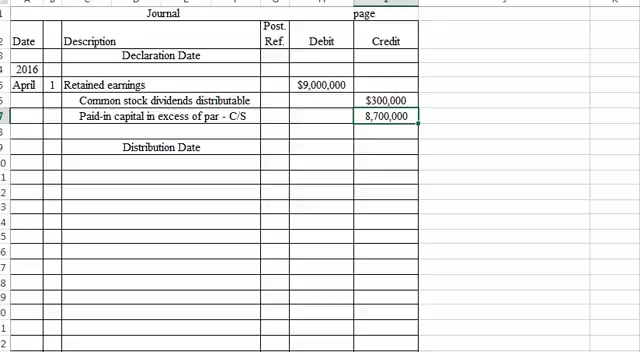 Journal page
Post.
Date Description Ref. Debit Credit
Declaration Date
2016
April 1 Retained earnings $9,000,000
Common stock dividends distributable $300,000
Paid-in capital in excess of par - C/S 8,700,000
Distribution Date